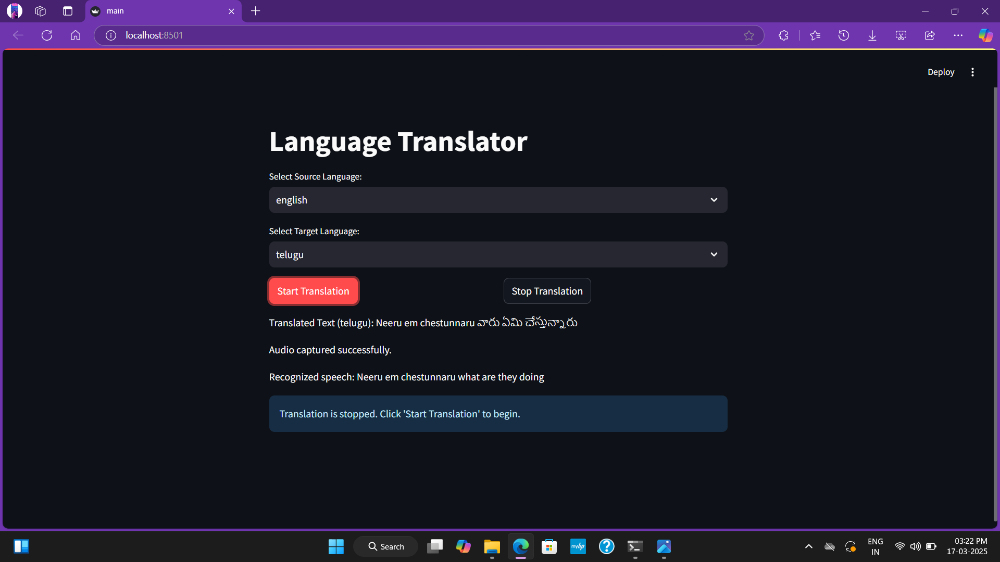 main
localhost:8501
Deploy
Language Translator
Select Source Language:
english
Select Target Language:
telugu
Start Translation
Stop Translation
Translated Text (telugu): Neeru em chestunnaru వారు ఏమి చేస్తున్నారు
Audio captured successfully.
Recognized speech: Neeru em chestunnaru what are they doing
Translation is stopped. Click 'Start Translation' to begin.
Search
myhp
ENG
IN
03:22 PM
17-03-2025